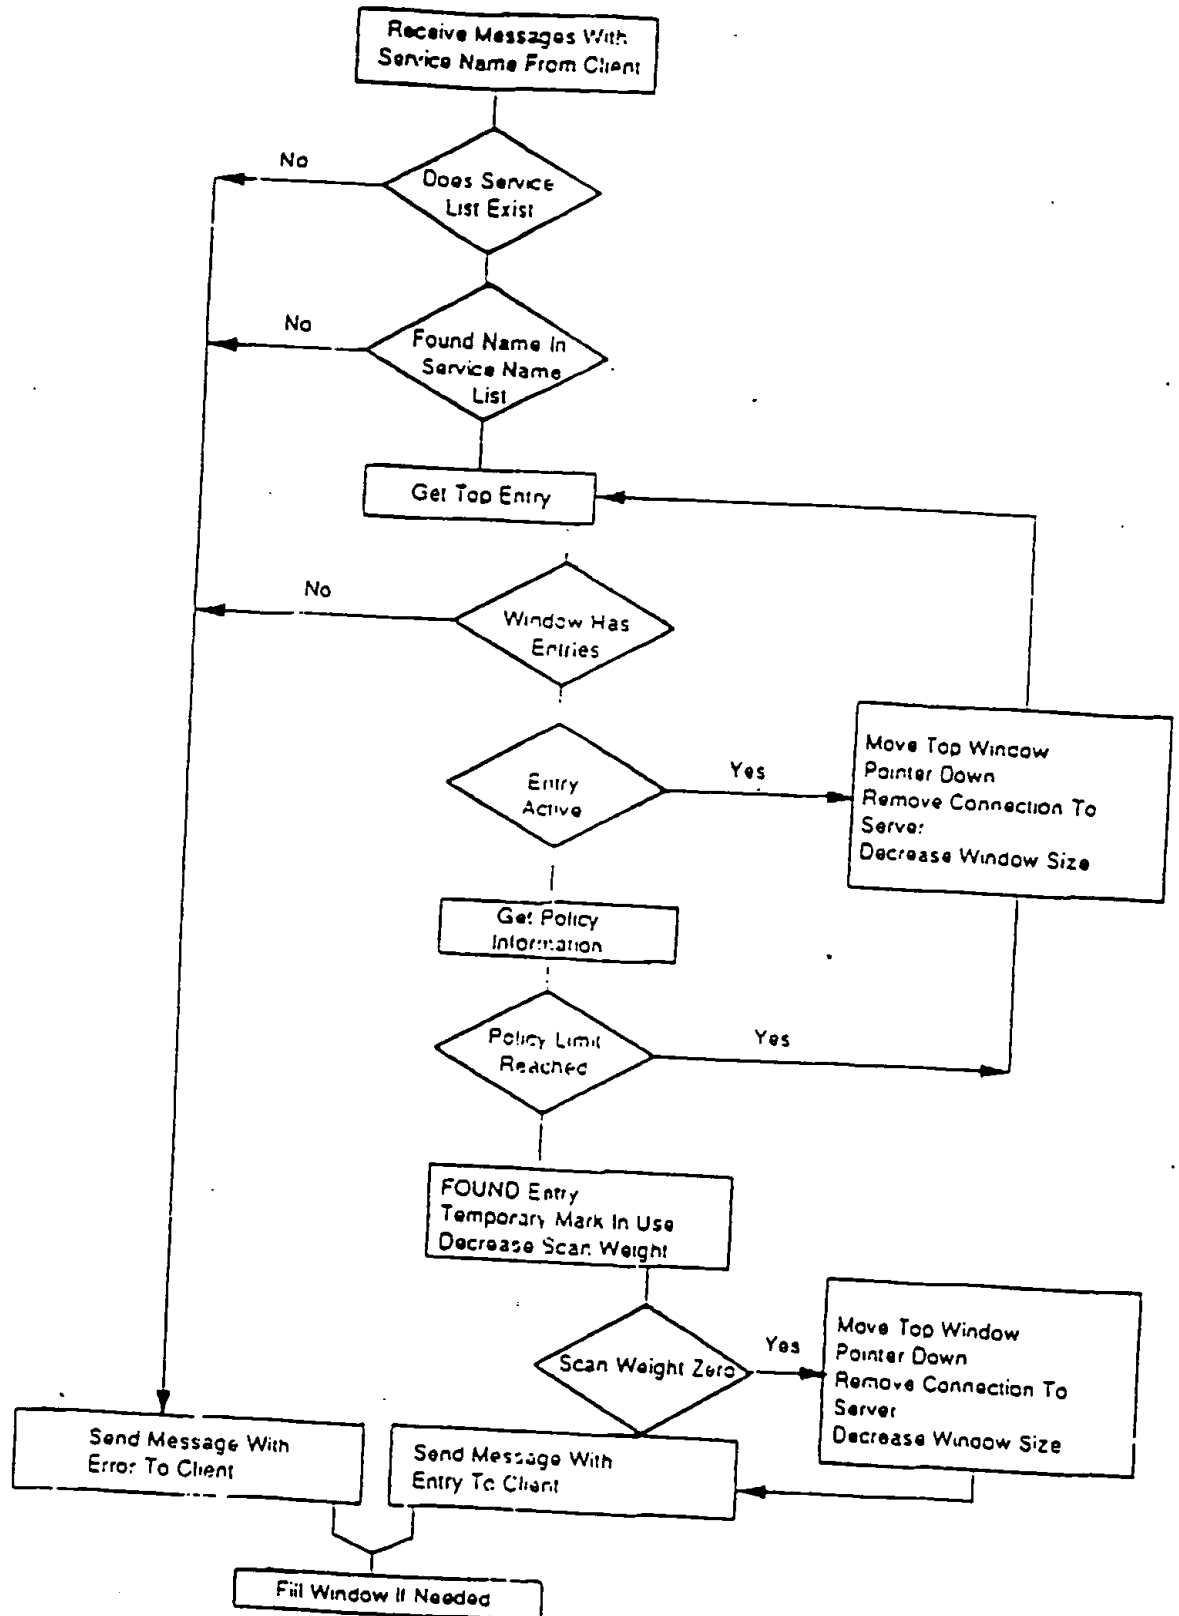 Receive Messages With
Service Name From Client
No
Does Service
List Exist
No
Found Name In
Service Name
List
Get Top Entry
No
Window Has
Entries
Entry
Active
Yes
Move Top Window
Pointer Down
Remove Connection To
Server
Decrease Window Size
Get Policy
Information
Policy Limit
Reached
Yes
FOUND Entry
Temporary Mark In Use
Decrease Scan Weight
Scan Weight Zero
Yes
Move Top Window
Pointer Down
Remove Connection To
Server
Decrease Window Size
Send Message With
Error To Client
Send Message With
Entry To Client
Fill Window If Needed